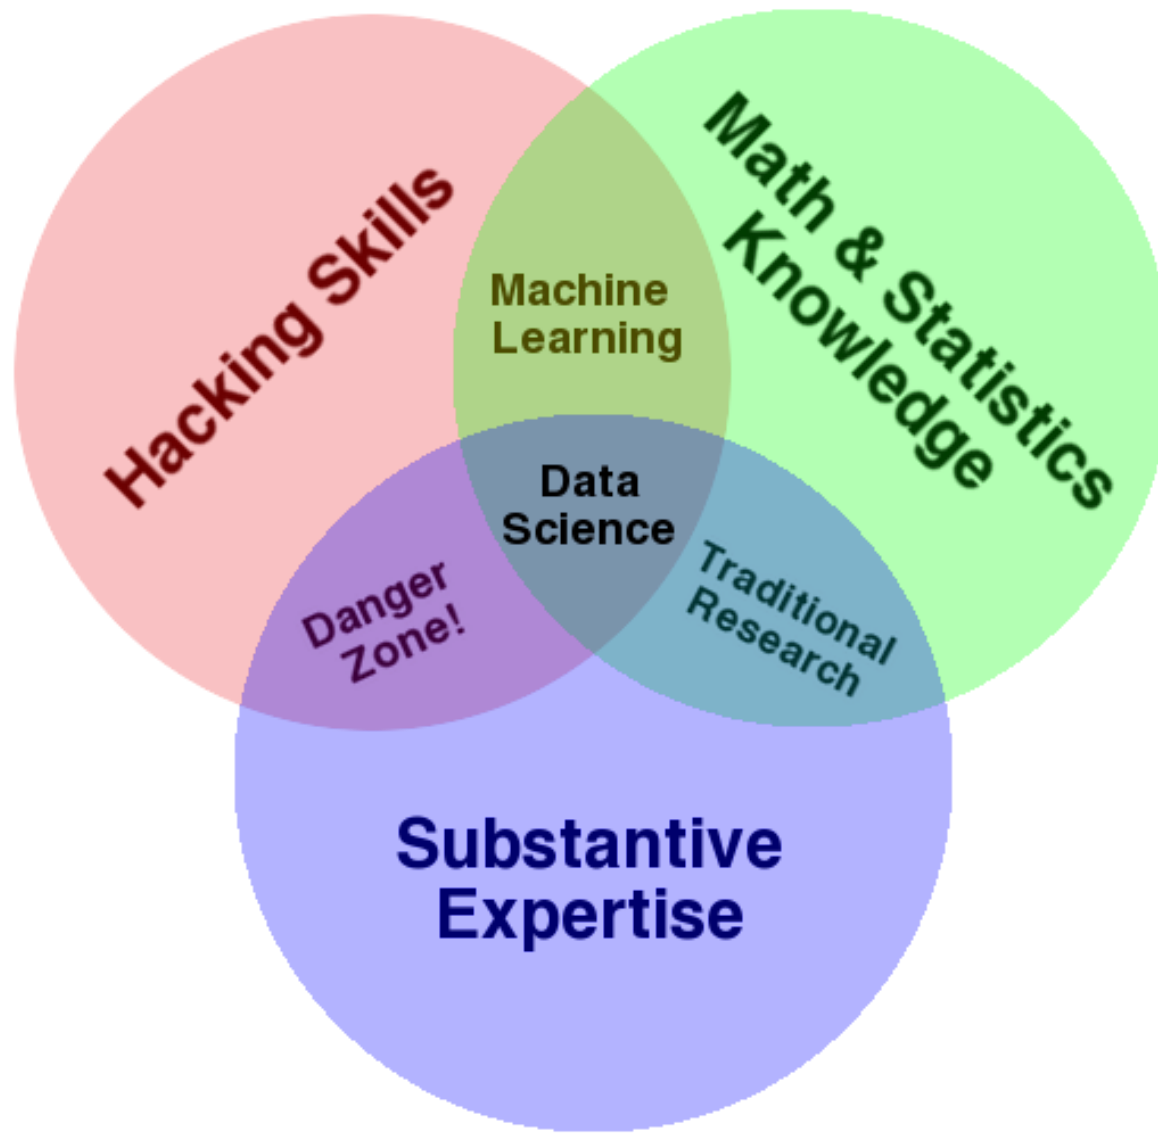 Hacking Skills
Math & Statistics
Knowledge
Machine
Learning
Data
Science
Danger
Zone!
Traditional
Research
Substantive
Expertise